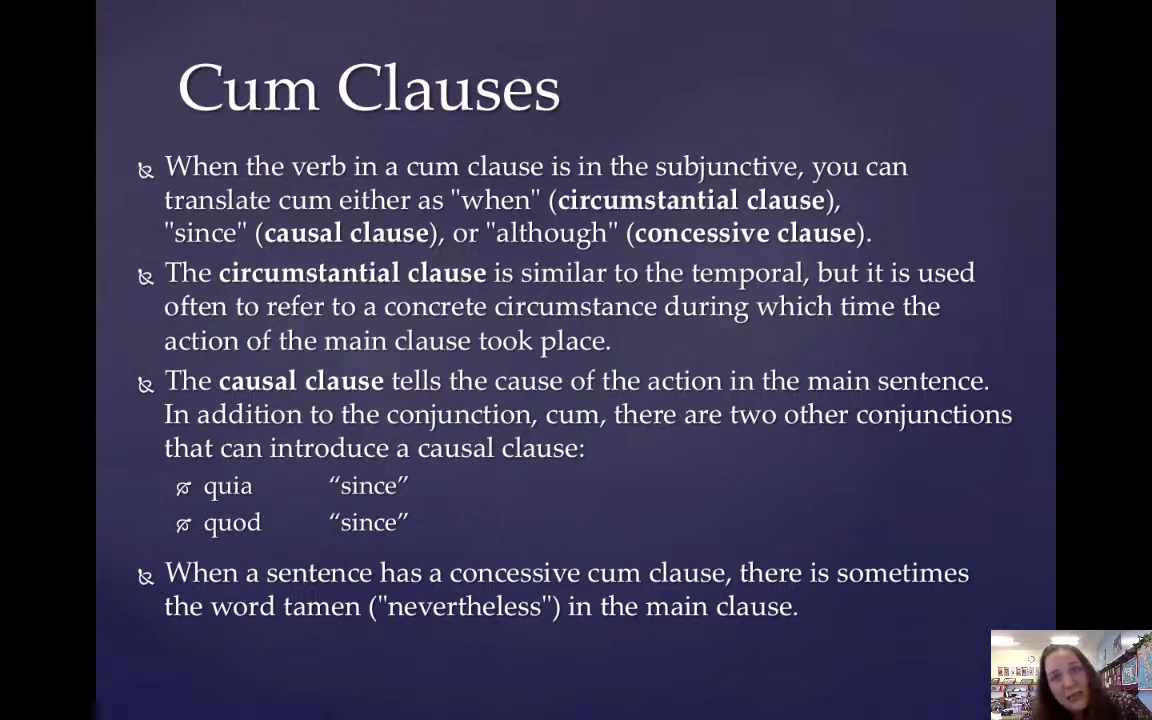 Cum Clauses
When the verb in a cum clause is in the subjunctive, you can
translate cum either as "when" (circumstantial clause),
"since" (causal clause), or "although" (concessive clause).
The circumstantial clause is similar to the temporal, but it is used
often to refer to a concrete circumstance during which time the
action of the main clause took place.
The causal clause tells the cause of the action in the main sentence.
In addition to the conjunction, cum, there are two other conjunctions
that can introduce a causal clause:
quia “since”
quod “since”
When a sentence has a concessive cum clause, there is sometimes
the word tamen ("nevertheless") in the main clause.